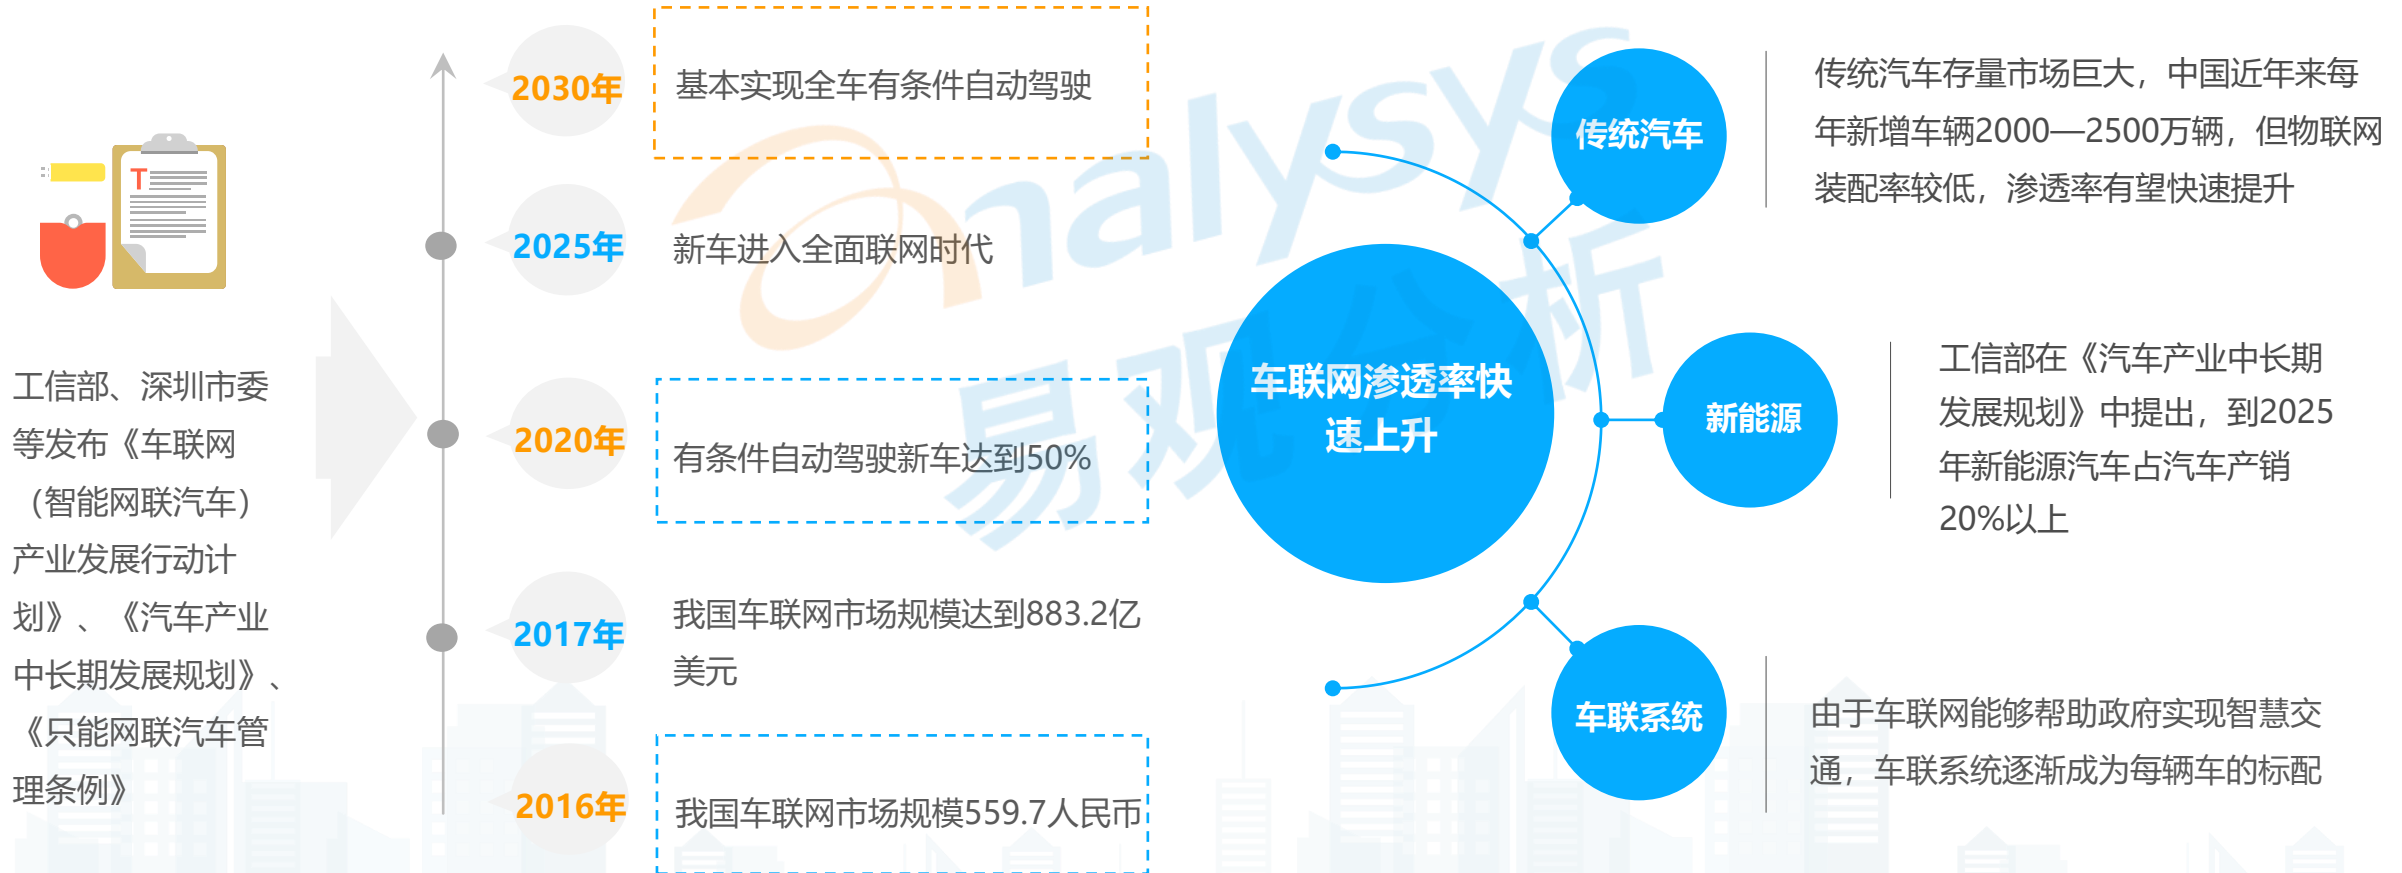 T
工信部、深圳市委
等发布《车联网
（智能网联汽车）
产业发展行动计
划》、《汽车产业
中长期发展规划》、
《只能网联汽车管
理条例》
2030年
基本实现全车有条件自动驾驶
2025年
新车进入全面联网时代
2020年
有条件自动驾驶新车达到50%
2017年
我国车联网市场规模达到883.2亿
美元
2016年
我国车联网市场规模559.7人民币
车联网渗透率快
速上升
传统汽车
传统汽车存量市场巨大，中国近年来每
年新增车辆2000—2500万辆，但物联网
装配率较低，渗透率有望快速提升
新能源
工信部在《汽车产业中长期
发展规划》中提出，到2025
年新能源汽车占汽车产销
20%以上
车联系统
由于车联网能够帮助政府实现智慧交
通，车联系统逐渐成为每辆车的标配
analysys
易观分析